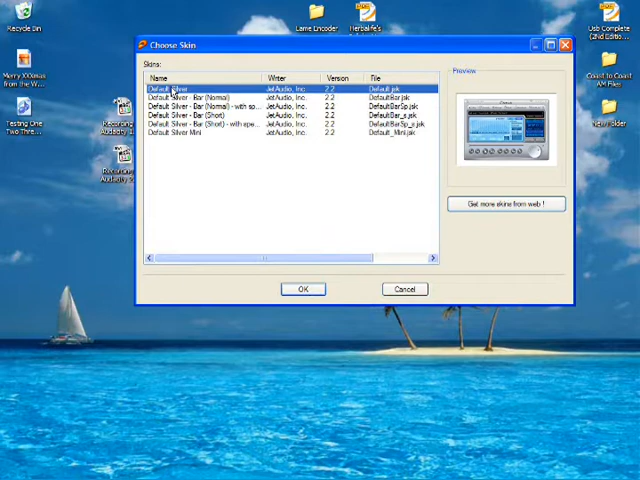 Recycle Bin
Lame Encoder
Herbalife's
Usb Complete
(2Nd Editio...
Merry XXXmas
from the W...
Coast to Coast
AM Files
Testing One
Two Three...
New Folder
Recording
Audacity 1
Recording
Audacity 1
Choose Skin
Skins:
Name Writer Version File
Default Silver JetAudio, Inc. 2.2 Default.jsk
Default Silver - Bar (Normal) JetAudio, Inc. 2.2 DefaultBar.jsk
Default Silver - Bar (Normal) - with sp... JetAudio, Inc. 2.2 DefaultBarSp.jsk
Default Silver - Bar (Short) JetAudio, Inc. 2.2 DefaultBar_s.jsk
Default Silver - Bar (Short) - with spe... JetAudio, Inc. 2.2 DefaultBarSp_s.jsk
Default Silver Mini JetAudio, Inc. 2.2 Default_Mini.jsk
Preview
Get more skins from web !
OK
Cancel